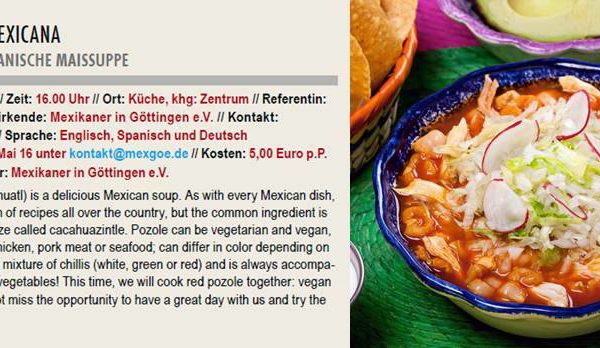 EXICANA
ANISCHE MAISSUPPE
/ Zeit: 16.00 Uhr // Ort: Küche, khg: Zentrum // Referentin:
irkende: Mexikaner in Göttingen e.V. // Kontakt:
/ Sprache: Englisch, Spanisch und Deutsch
Mai 16 unter kontakt@mexgoe.de // Kosten: 5,00 Euro p.P.
r: Mexikaner in Göttingen e.V.
huatl) is a delicious Mexican soup. As with every Mexican dish,
n of recipes all over the country, but the common ingredient is
ze called cacahuazintle. Pozole can be vegetarian and vegan,
hicken, pork meat or seafood; can differ in color depending on
mixture of chillis (white, green or red) and is always accompa-
vegetables! This time, we will cook red pozole together: vegan
ot miss the opportunity to have a great day with us and try the